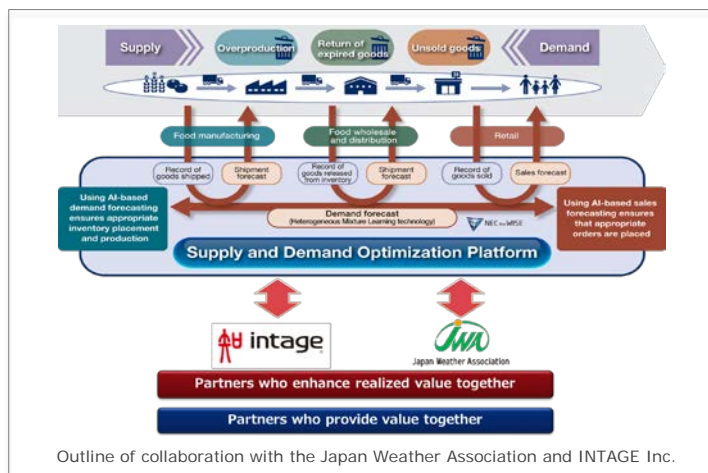 Supply
Overproduction
Return of
expired goods
Unsold goods
Demand
Food manufacturing
Food wholesale
and distribution
Retail
Record of
goods shipped
Shipment
forecast
Record of
goods released
from inventory
Shipment
forecast
Record of
goods sold
Sales forecast
Using AI-based
demand forecasting
ensures appropriate
inventory placement
and production
Demand forecast
(Heterogeneous Mixture Learning technology)
NEC the WISE
Using AI-based sales
forecasting ensures
that appropriate
orders are placed
Supply and Demand Optimization Platform
intage
JWA
Japan Weather Association
Partners who enhance realized value together
Partners who provide value together
Outline of collaboration with the Japan Weather Association and INTAGE Inc.